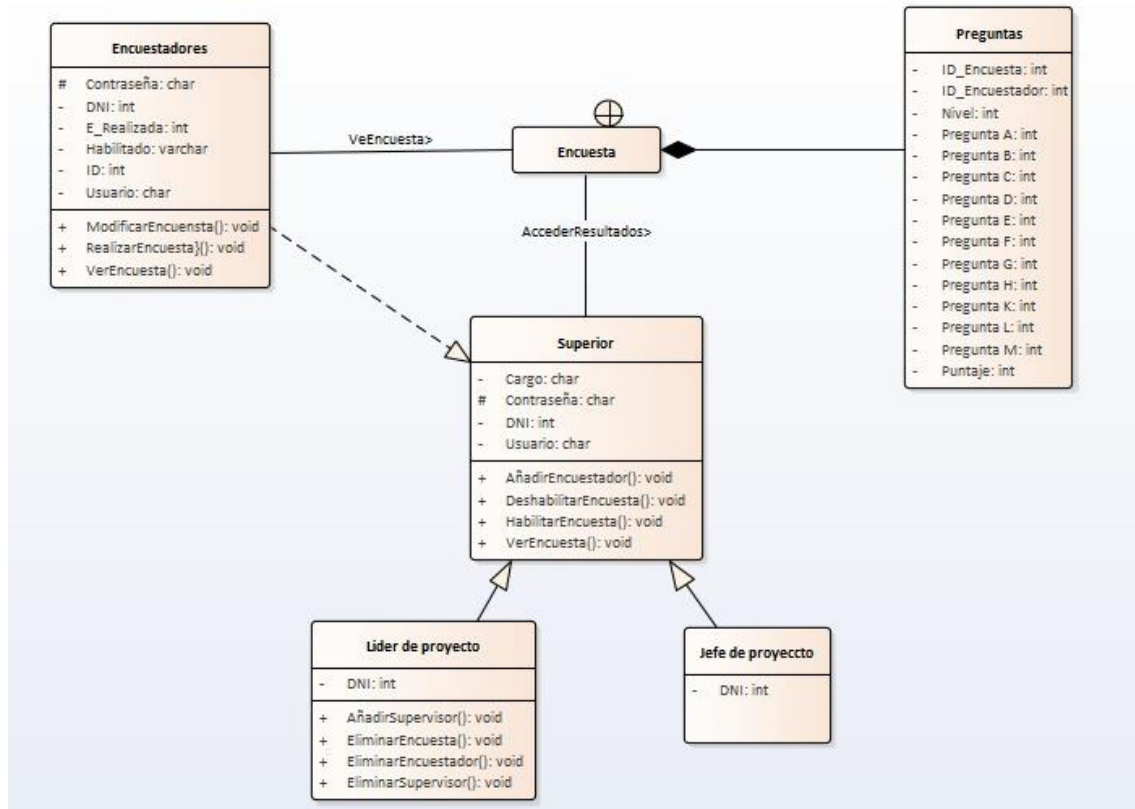 Encuestadores
# Contraseña: char
- DNI: int
- E_Realizada: int
- Habilitado: varchar
- ID: int
- Usuario: char
+ ModificarEncuensta(): void
+ RealizarEncuesta}(): void
+ VerEncuesta(): void
VeEncuesta>
Encuesta
AccederResultados>
Preguntas
- ID_Encuesta: int
- ID_Encuestador: int
- Nivel: int
- Pregunta A: int
- Pregunta B: int
- Pregunta C: int
- Pregunta D: int
- Pregunta E: int
- Pregunta F: int
- Pregunta G: int
- Pregunta H: int
- Pregunta K: int
- Pregunta L: int
- Pregunta M: int
- Puntaje: int
Superior
- Cargo: char
# Contraseña: char
- DNI: int
- Usuario: char
+ AñadirEncuestador(): void
+ DeshabilitarEncuesta(): void
+ HabilitarEncuesta(): void
+ VerEncuesta(): void
Lider de proyecto
- DNI: int
+ AñadirSupervisor(): void
+ EliminarEncuesta(): void
+ EliminarEncuestador(): void
+ EliminarSupervisor(): void
Jefe de proyeccto
- DNI: int